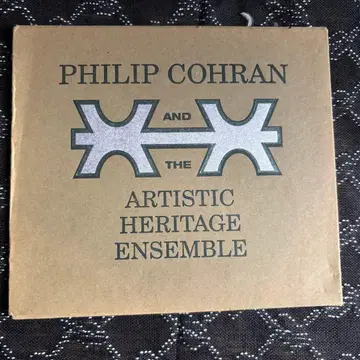 PHILIP COHRAN
AND
THE
ARTISTIC
HERITAGE
ENSEMBLE